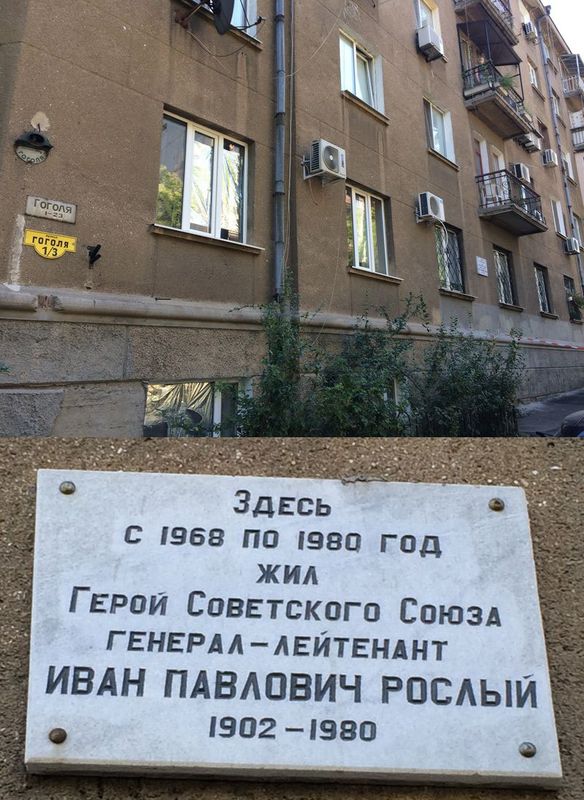 1
ГОГОЛЯ
ГОГОЛЯ
1-23
ГОГОЛЯ
1/3
ЗДЕСЬ
С 1968 ПО 1980 ГОД
ЖИЛ
ГЕРОЙ СОВЕТСКОГО СОЮЗА
ГЕНЕРАЛ-ЛЕЙТЕНАНТ
ИВАН ПАВЛОВИЧ РОСЛЫЙ
1902-1980